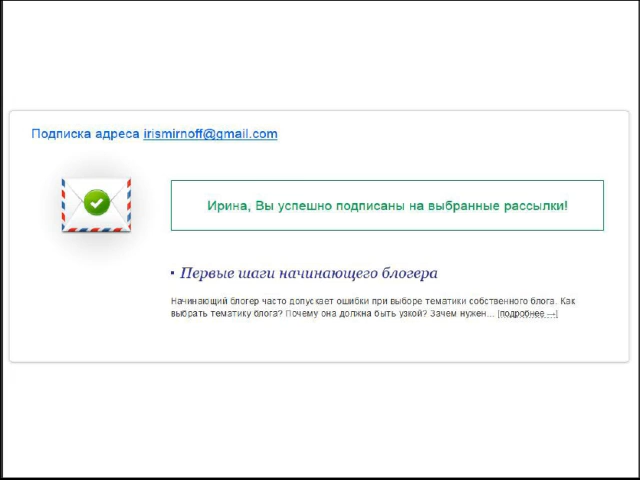 Подписка адреса irismirnoff@gmail.com
Ирина, Вы успешно подписаны на выбранные рассылки!
Первые шаги начинающего блогера
Начинающий блогер часто допускает ошибки при выборе тематики собственного блога. Как
выбрать тематику блога? Почему она должна быть узкой? Зачем нужен... [подробнее →]